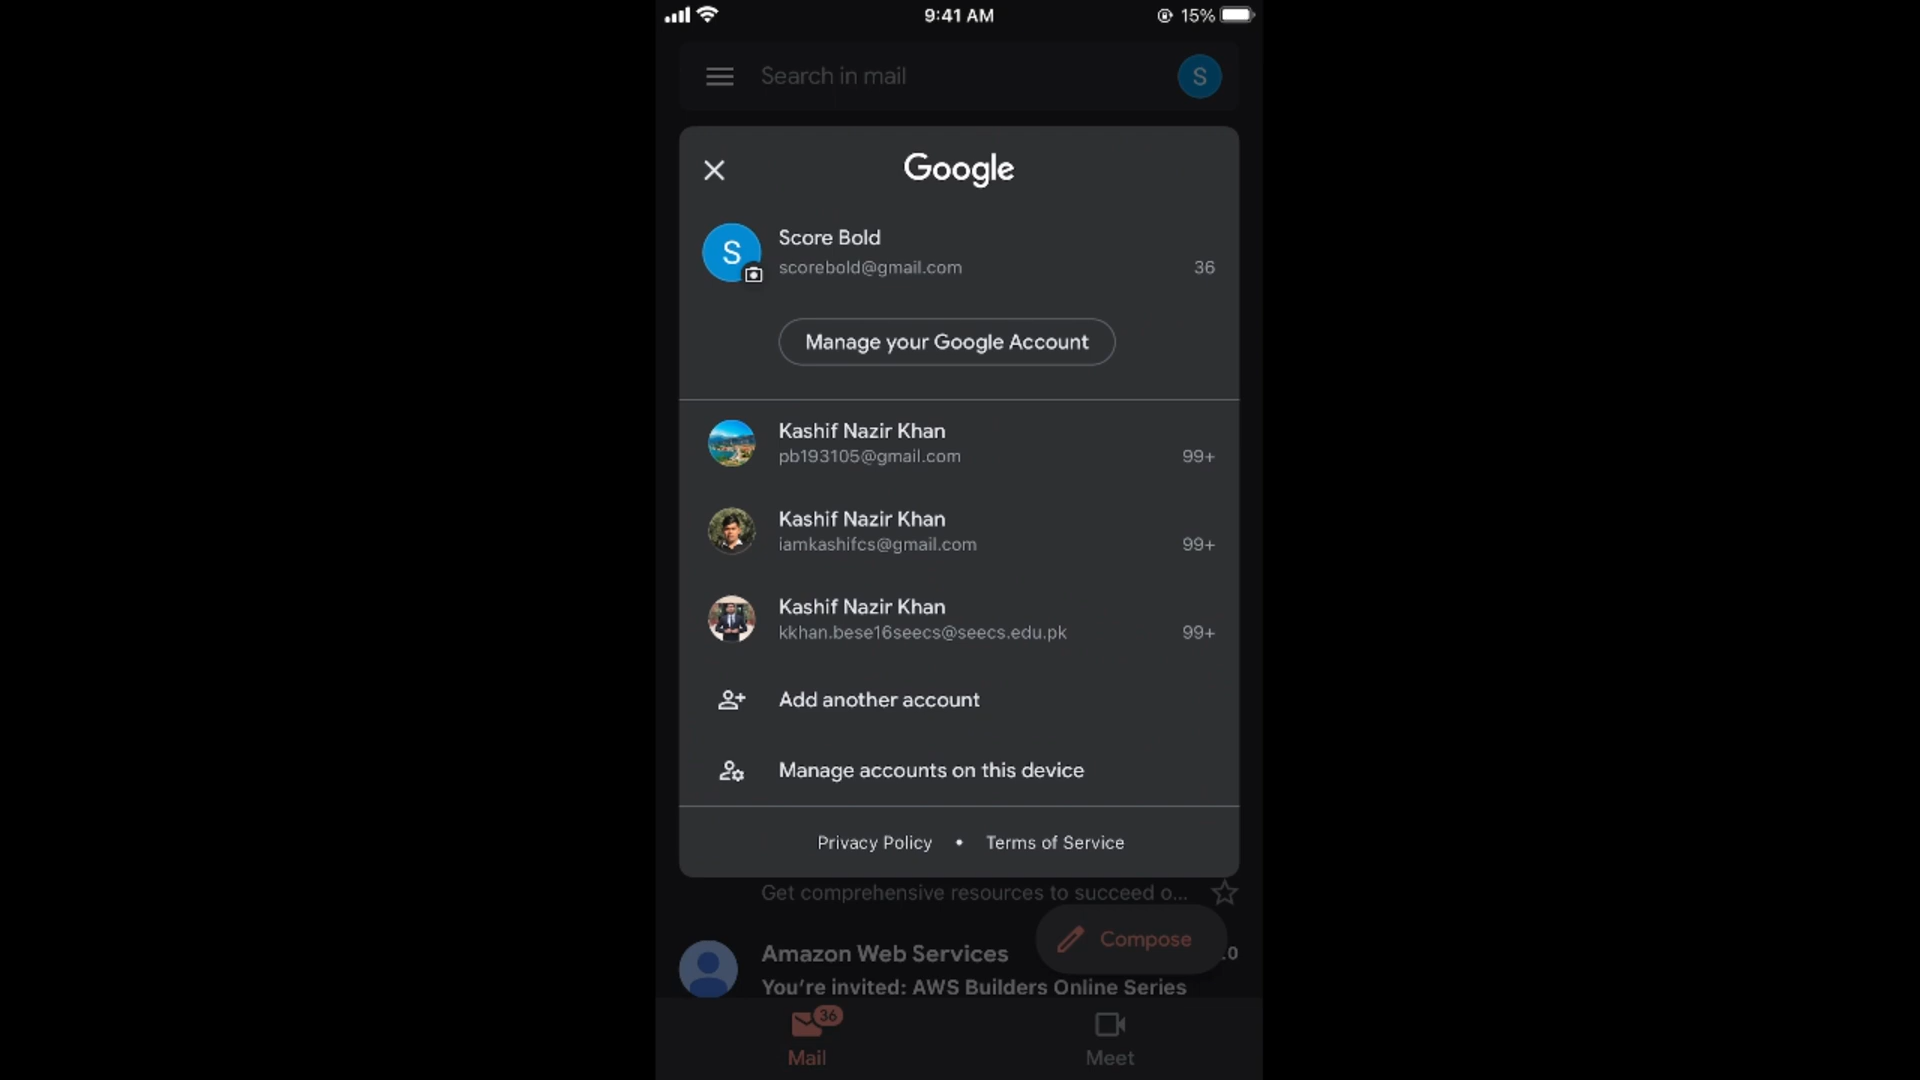 9:41 AM
15%
Search in mail
S
Google
S
Score Bold
scorebold@gmail.com
36
Manage your Google Account
Kashif Nazir Khan
pb193105@gmail.com
99+
Kashif Nazir Khan
iamkashifcs@gmail.com
99+
Kashif Nazir Khan
kkhan.bese16seecs@seecs.edu.pk
99+
Add another account
Manage accounts on this device
Privacy Policy • Terms of Service
Get comprehensive resources to succeed o...
Compose
Amazon Web Services
You're invited: AWS Builders Online Series
36
Mail
Meet